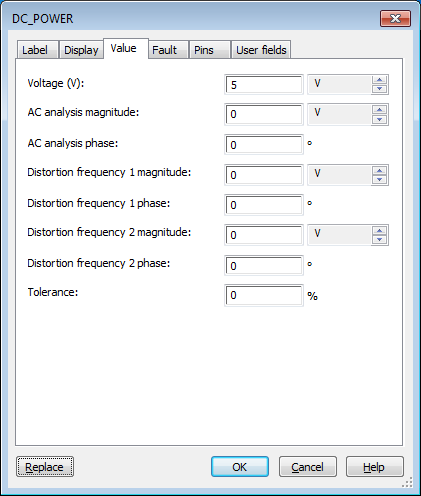 DC_POWER
Label Display Value Fault Pins User fields
Voltage (V): 5 V
AC analysis magnitude: 0 V
AC analysis phase: 0 °
Distortion frequency 1 magnitude: 0 V
Distortion frequency 1 phase: 0 °
Distortion frequency 2 magnitude: 0 V
Distortion frequency 2 phase: 0 °
Tolerance: 0 %
Replace OK Cancel Help